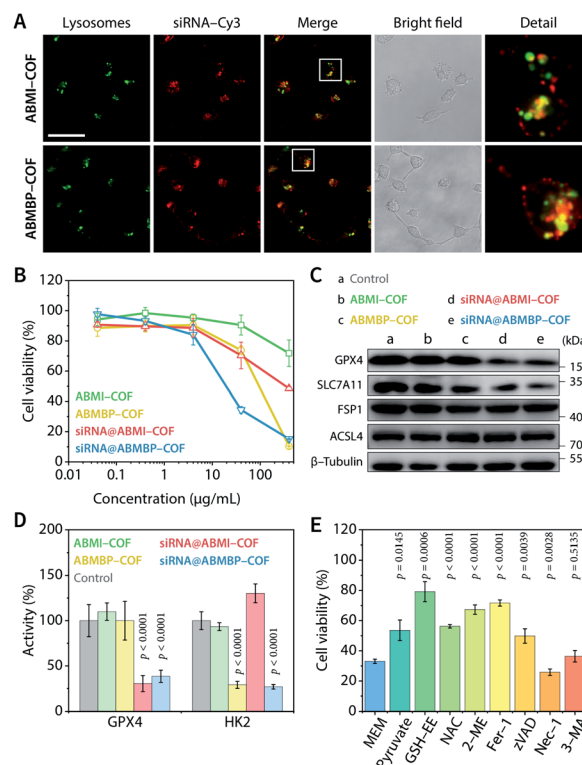 A
Lysosomes siRNA–Cy3 Merge Bright field Detail
ABMI–COF
ABMBP–COF
B
Cell viability (%)
120
100
80
60
40
20
0
ABMI–COF
ABMBP–COF
siRNA@ABMI–COF
siRNA@ABMBP–COF
0.01 0.1 1 10 100
Concentration (μg/mL)
C
a Control
b ABMI–COF d siRNA@ABMI–COF
c ABMBP–COF e siRNA@ABMBP–COF
a b c d e (kDa
GPX4
15
SLC7A11
35
FSP1
55
ACSL4
70
β–Tubulin
55
D
ABMI–COF siRNA@ABMI–COF
ABMBP–COF siRNA@ABMBP–COF
Control
Activity (%)
200
150
100
50
0
p < 0.0001
p < 0.0001
p < 0.0001
p < 0.0001
GPX4 HK2
E
Cell viability (%)
120
100
80
60
40
20
0
p = 0.0145
p = 0.0006
p < 0.0001
p < 0.0001
p < 0.0001
p = 0.0039
p = 0.0028
p = 0.5135
MEM
Pyruvate
GSH–EE
NAC
2–ME
Fer–1
zVAD
Nec–1
3–MA